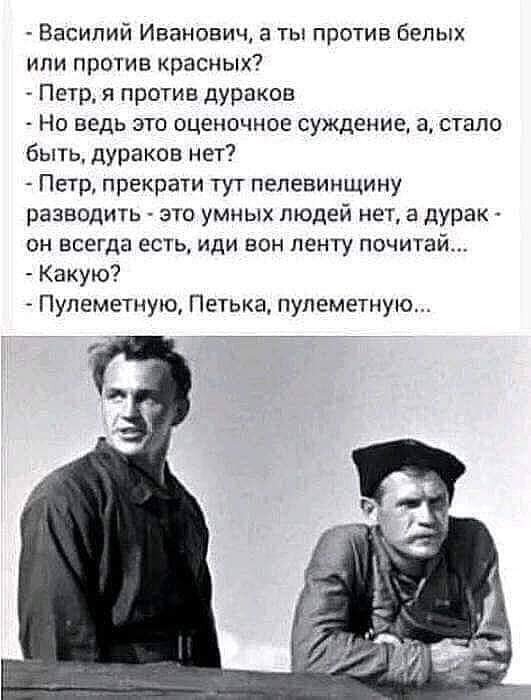 - Василий Иванович, а ты против белых
или против красных?
- Петр, я против дураков
- Но ведь это оценочное суждение, а, стало
быть, дураков нет?
- Петр, прекрати тут пелевинщину
разводить - это умных людей нет, а дурак -
он всегда есть, иди вон ленту почитай...
- Какую?
- Пулеметную, Петька, пулеметную...